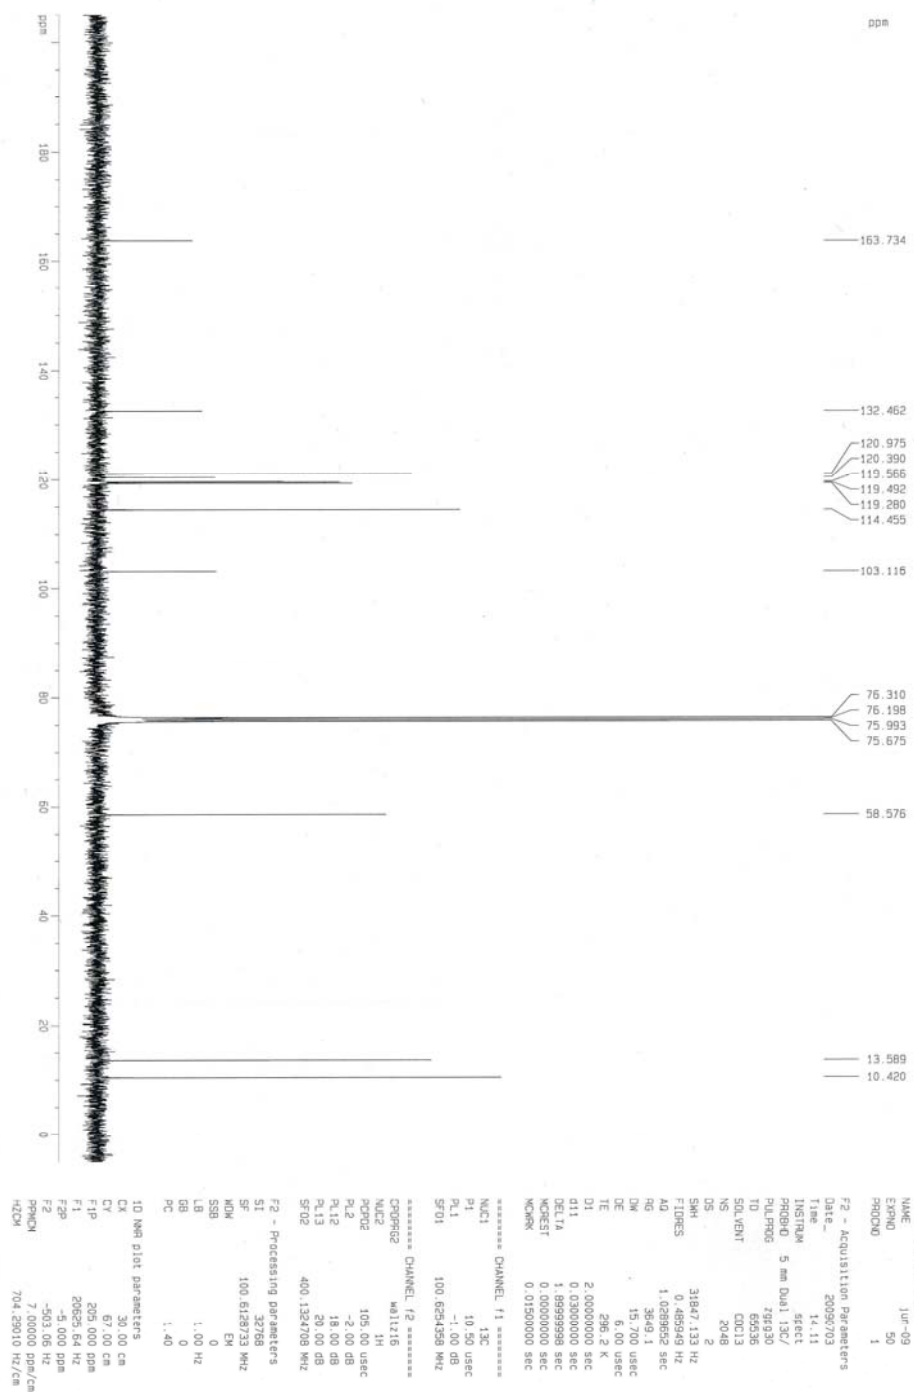 ppm
163.734
132.462
120.975
120.390
119.566
119.492
119.280
114.455
103.116
76.310
76.198
75.993
75.675
58.576
13.589
10.420
ppm
180
160
140
120
100
80
60
40
20
0
NAME jur-09
EXPNO 50
PROCNO 1
F2 - Acquisition Parameters
Date_ 20090703
Time 14.11
INSTRUM spect
PROBHD 5 mm Dual 13C/
PULPROG zgpg30
TD 65536
SOLVENT CDCl3
NS 2048
DS 2
SWH 31847.133 Hz
FIDRES 0.485949 Hz
AQ 1.0289652 sec
RG 3649.1
DW 15.700 usec
DE 6.00 usec
TE 296.2 K
D1 2.00000000 sec
d11 0.03000000 sec
DELTA 1.89999998 sec
MCREST 0.00000000 sec
MCWRK 0.01500000 sec
======== CHANNEL f1 ========
NUC1 13C
P1 10.50 usec
PL1 -1.00 dB
SFO1 100.6254358 MHz
======== CHANNEL f2 ========
CPDPRG2 waltz16
NUC2 1H
PCPD2 105.00 usec
PL2 -2.00 dB
PL12 18.00 dB
PL13 20.00 dB
SFO2 400.1324708 MHz
F2 - Processing parameters
SI 32768
SF 100.6128733 MHz
WDW EM
SSB 0
LB 1.00 Hz
GB 0
PC 1.40
1D NMR plot parameters
CX 30.00 cm
CY 67.00 cm
F1P 205.000 ppm
F1 20625.64 Hz
F2P -5.000 ppm
F2 -503.06 Hz
PPMCM 7.00000 ppm/cm
HZCM 704.29010 Hz/cm